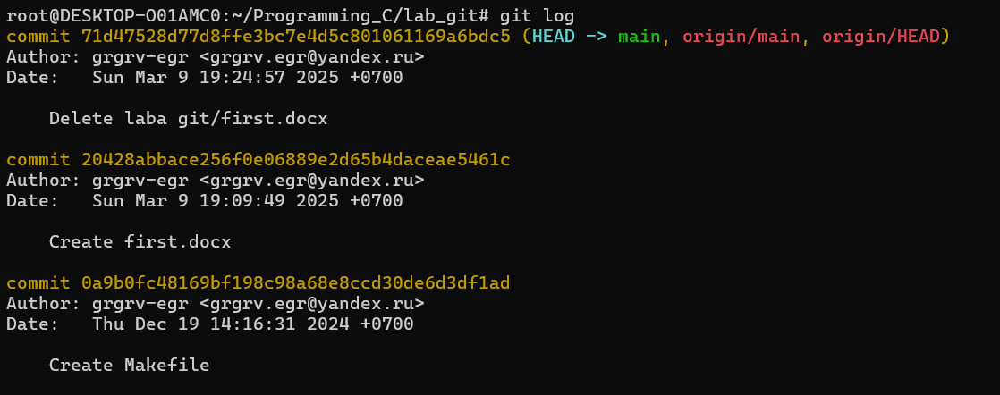 root@DESKTOP-O01AMC0:~/Programming_C/lab_git# git log
commit 71d47528d77d8ffe3bc7e4d5c801061169a6bdc5 (HEAD -> main, origin/main, origin/HEAD)
Author: grgrv-egr <grgrv.egr@yandex.ru>
Date:   Sun Mar 9 19:24:57 2025 +0700
    Delete laba git/first.docx
commit 20428abbace256f0e06889e2d65b4daceae5461c
Author: grgrv-egr <grgrv.egr@yandex.ru>
Date:   Sun Mar 9 19:09:49 2025 +0700
    Create first.docx
commit 0a9b0fc48169bf198c98a68e8ccd30de6d3df1ad
Author: grgrv-egr <grgrv.egr@yandex.ru>
Date:   Thu Dec 19 14:16:31 2024 +0700
    Create Makefile